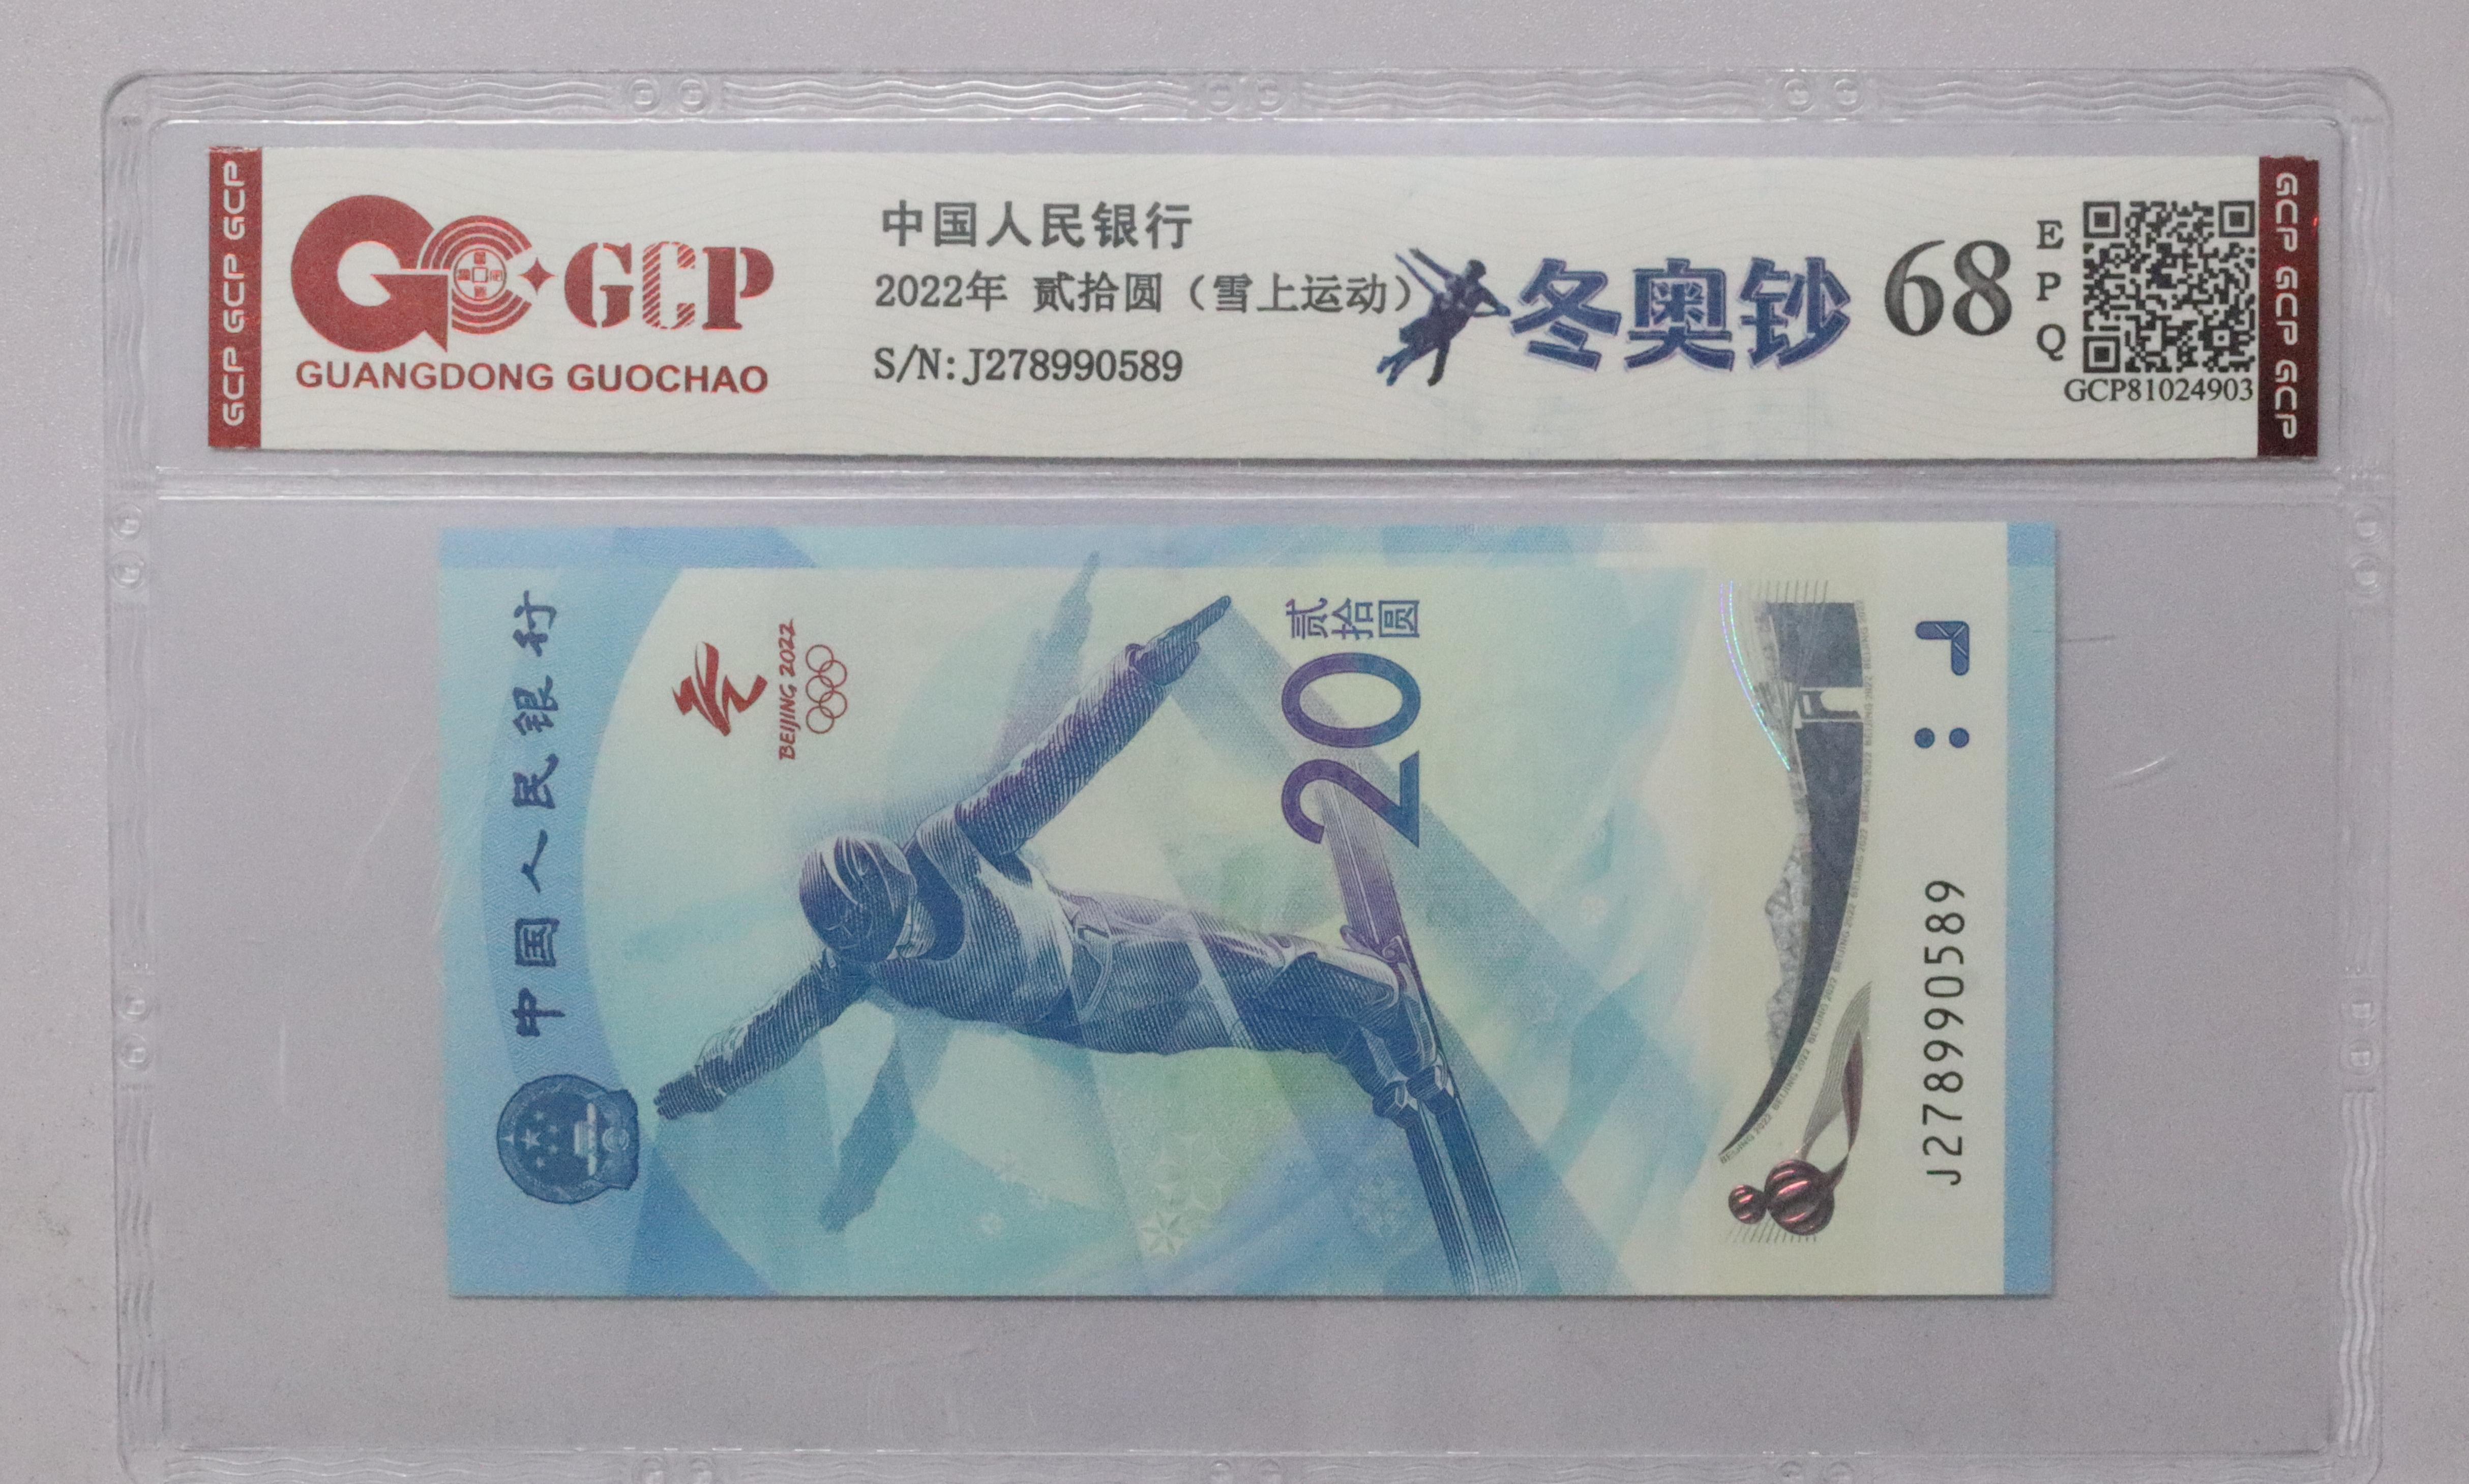 GCP GCP GCP
GCP
GUANGDONG GUOCHAO
中国人民银行
2022年 贰拾圆（雪上运动）
S/N:J278990589
冬奥钞
68
EPQ
GCP81024903
GCP GCP GCP
中国人民银行
BEIJING 2022
贰拾圆
20
J278990589